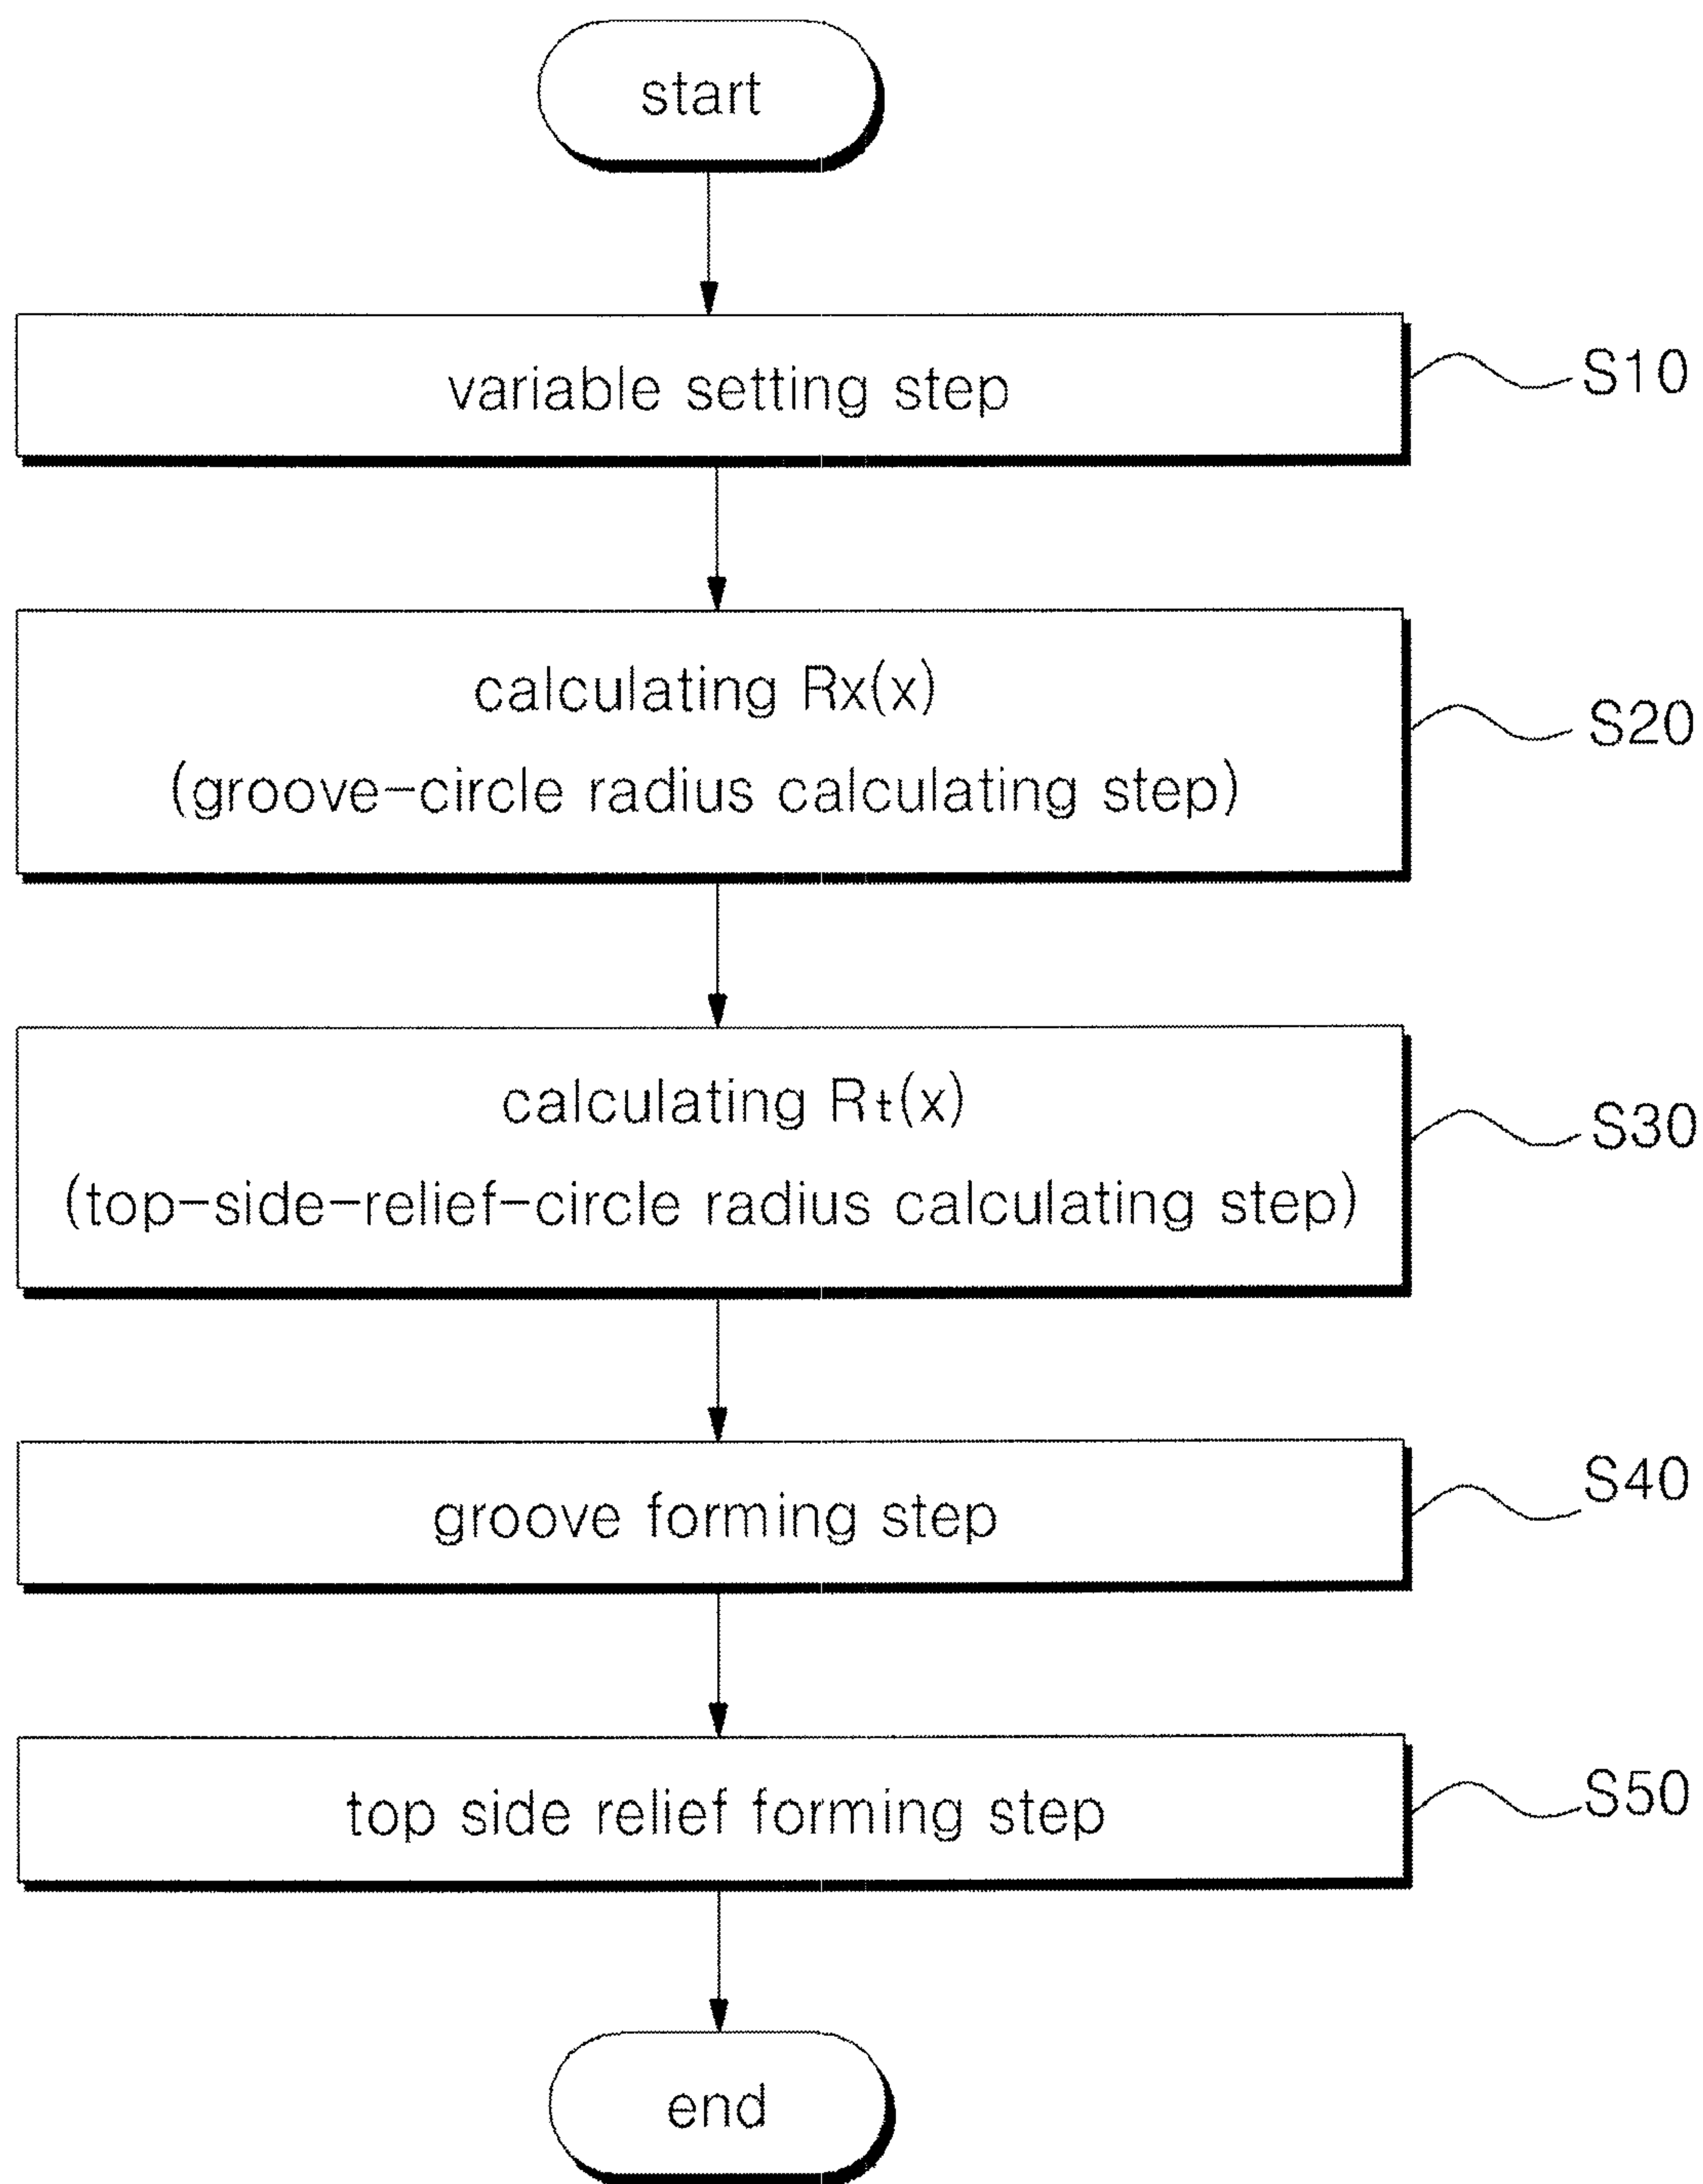 start
variable setting step
S10
calculating Rx(x)
(groove-circle radius calculating step)
S20
calculating Rt(x)
(top-side-relief-circle radius calculating step)
S30
groove forming step
S40
top side relief forming step
S50
end